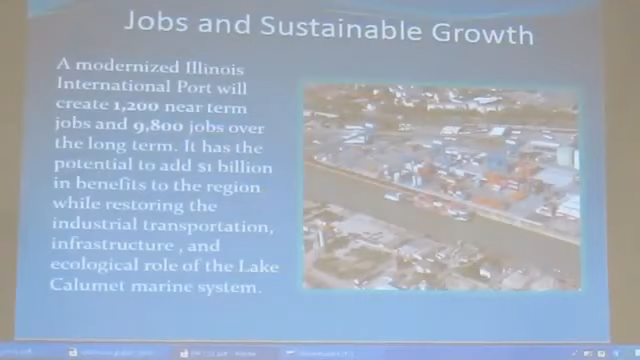 Jobs and Sustainable Growth
A modernized Illinois
International Port will
create 1,200 near term
jobs and 9,800 jobs over
the long term. It has the
potential to add $1 billion
in benefits to the region
while restoring the
industrial transportation,
infrastructure , and
ecological role of the Lake
Calumet marine system.